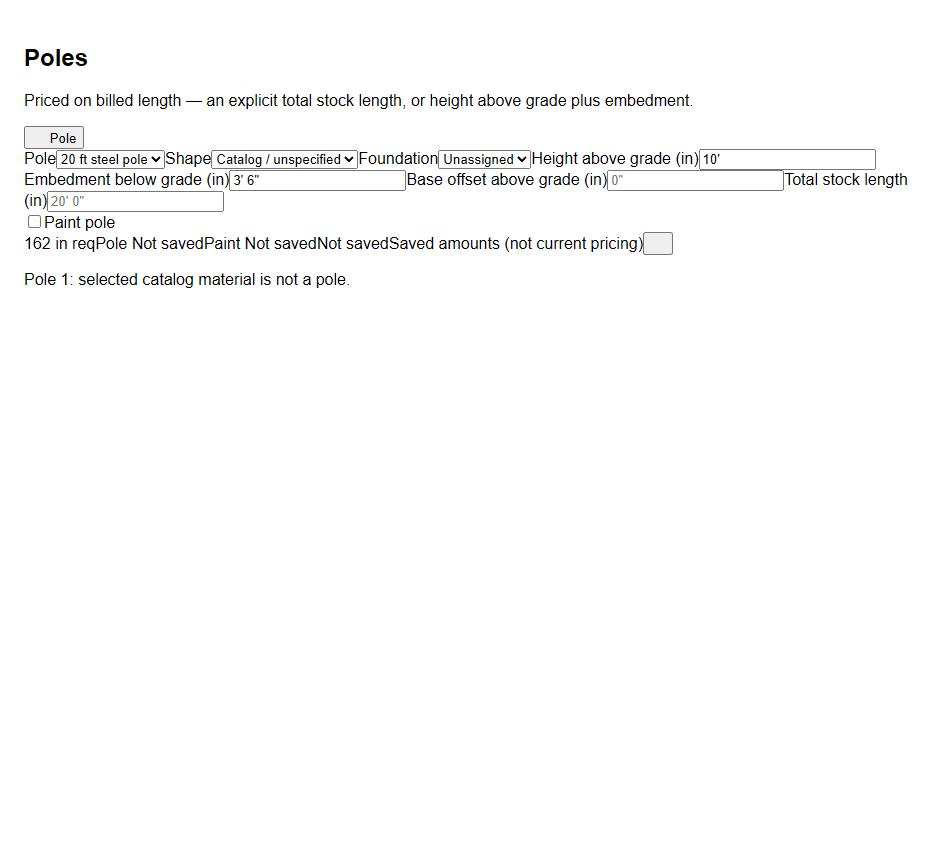 Poles
Priced on billed length — an explicit total stock length, or height above grade plus embedment.
Pole
Pole 20 ft steel pole Shape Catalog / unspecified Foundation Unassigned Height above grade (in) 10'
Embedment below grade (in) 3' 6" Base offset above grade (in) 0" Total stock length
(in) 20' 0"
Paint pole
162 in reqPole Not savedPaint Not savedNot savedSaved amounts (not current pricing)
Pole 1: selected catalog material is not a pole.